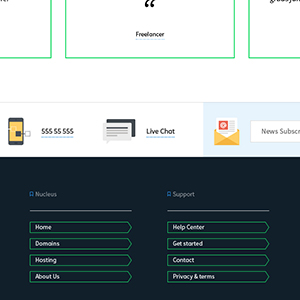 “
Freelancer
555 55 555
Live Chat
News Subscr
Nucleus
Support
Home
Domains
Hosting
About Us
Help Center
Get started
Contact
Privacy & terms